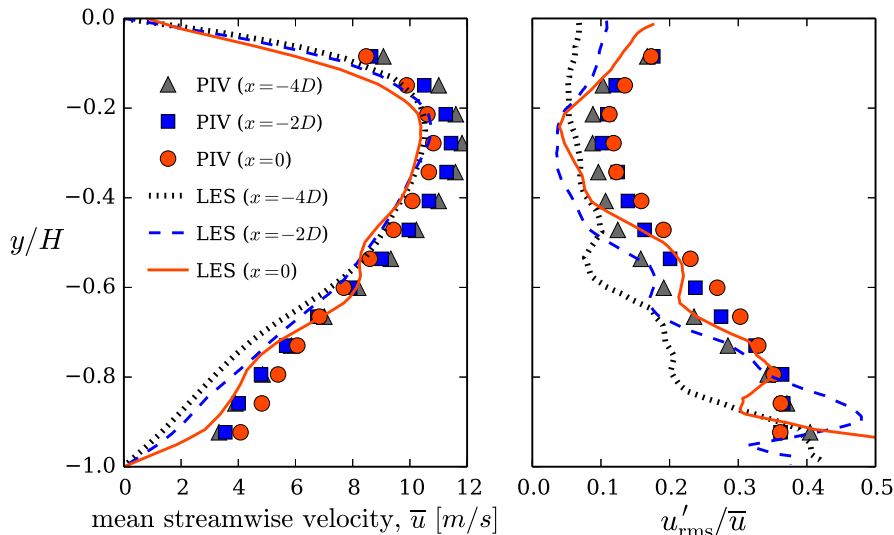 0.0
−0.2
−0.4
−0.6
−0.8
−1.0
y/H
PIV (x=−4D)
PIV (x=−2D)
PIV (x=0)
LES (x=−4D)
LES (x=−2D)
LES (x=0)
0 2 4 6 8 10 12
mean streamwise velocity, u̅ [m/s]
0.0 0.1 0.2 0.3 0.4 0.5
u′rms/u̅